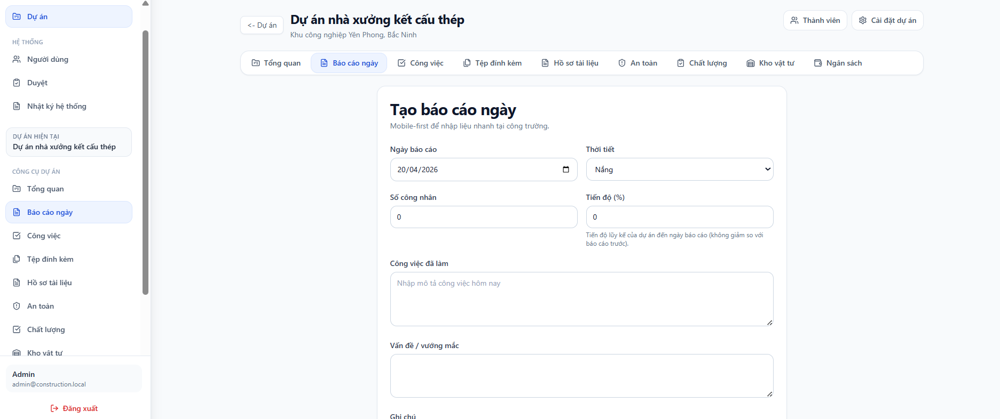 Dự án
HỆ THỐNG
Người dùng
Duyệt
Nhật ký hệ thống
DỰ ÁN HIỆN TẠI
Dự án nhà xưởng kết cấu thép
CÔNG CỤ DỰ ÁN
Tổng quan
Báo cáo ngày
Công việc
Tệp đính kèm
Hồ sơ tài liệu
An toàn
Chất lượng
Kho vật tư
Admin
admin@construction.local
Đăng xuất
<- Dự án
Dự án nhà xưởng kết cấu thép
Khu công nghiệp Yên Phong, Bắc Ninh
Thành viên
Cài đặt dự án
Tổng quan
Báo cáo ngày
Công việc
Tệp đính kèm
Hồ sơ tài liệu
An toàn
Chất lượng
Kho vật tư
Ngân sách
Tạo báo cáo ngày
Mobile-first để nhập liệu nhanh tại công trường.
Ngày báo cáo
20/04/2026
Thời tiết
Nắng
Số công nhân
0
Tiến độ (%)
0
Tiến độ lũy kế của dự án đến ngày báo cáo (không giảm so với
báo cáo trước).
Công việc đã làm
Nhập mô tả công việc hôm nay
Vấn đề / vướng mắc
Ghi chú